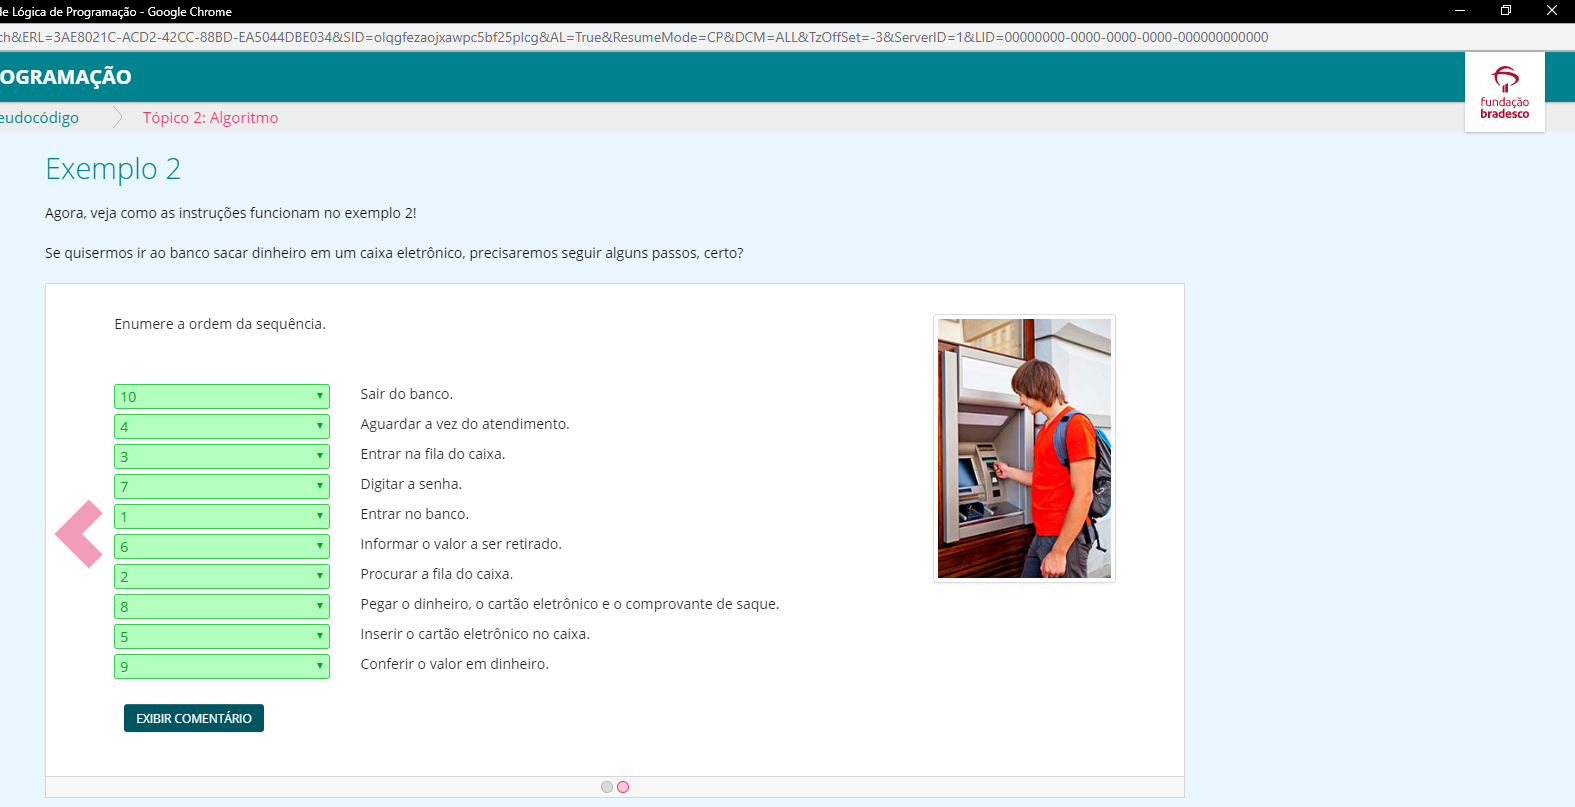 de Lógica de Programação - Google Chrome
ch&ERL=3AE8021C-ACD2-42CC-88BD-EA5044DBE034&SID=olqgfezaojxawpc5bf25plcg&AL=True&ResumeMode=CP&DCM=ALL&TzOffSet=-3&ServerID=1&LID=00000000-0000-0000-0000-000000000000
OGRAMAÇÃO
fundação
bradesco
eudocódigo
Tópico 2: Algoritmo
Exemplo 2
Agora, veja como as instruções funcionam no exemplo 2!
Se quisermos ir ao banco sacar dinheiro em um caixa eletrônico, precisaremos seguir alguns passos, certo?
Enumere a ordem da sequência.
10 Sair do banco.
4 Aguardar a vez do atendimento.
3 Entrar na fila do caixa.
7 Digitar a senha.
1 Entrar no banco.
6 Informar o valor a ser retirado.
2 Procurar a fila do caixa.
8 Pegar o dinheiro, o cartão eletrônico e o comprovante de saque.
5 Inserir o cartão eletrônico no caixa.
9 Conferir o valor em dinheiro.
EXIBIR COMENTÁRIO